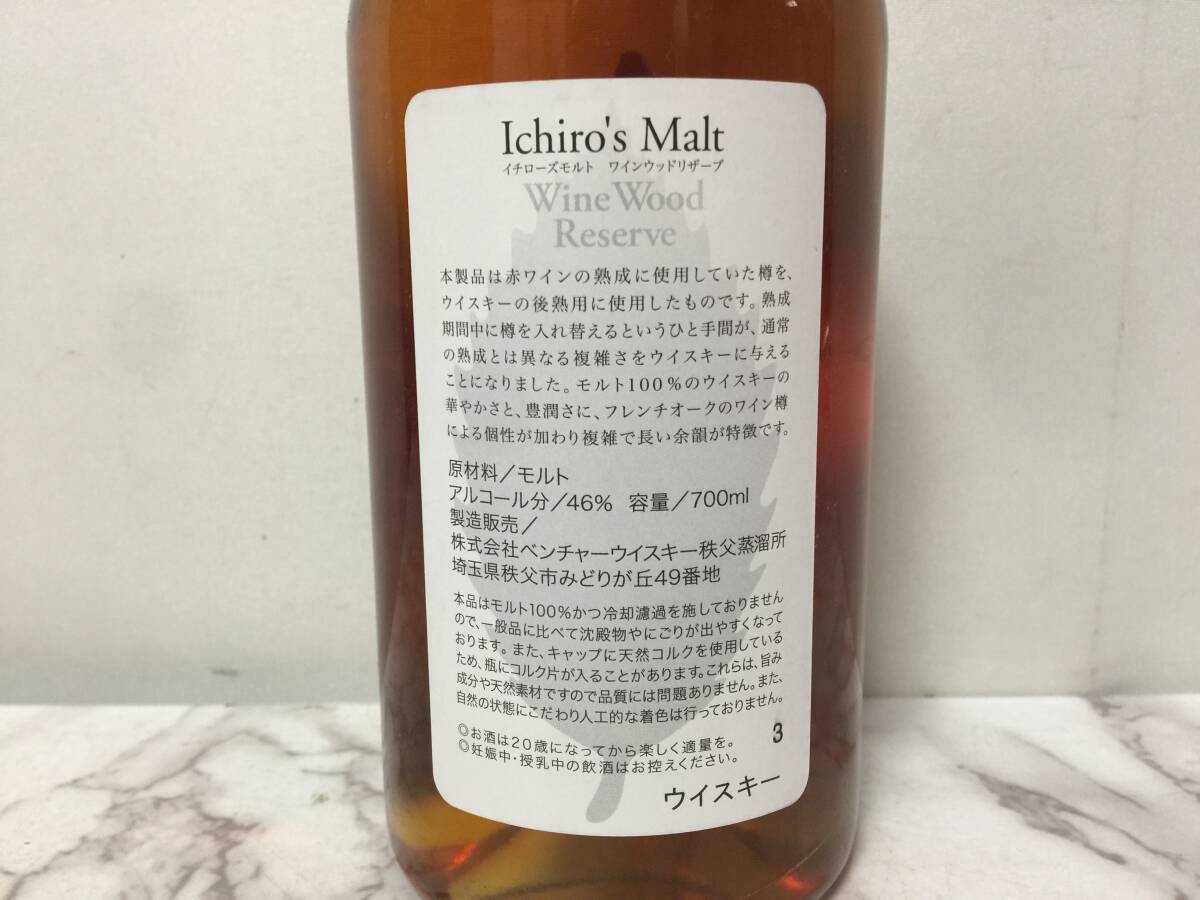 Ichiro's Malt
イチローズモルト　ワインウッドリザーブ
Wine Wood
Reserve
本製品は赤ワインの熟成に使用していた樽を、
ウイスキーの後熟用に使用したものです。熟成
期間中に樽を入れ替えるというひと手間が、通常
の熟成とは異なる複雑さをウイスキーに与える
ことになりました。モルト100%のウイスキーの
華やかさと、豊潤さに、フレンチオークのワイン樽
による個性が加わり複雑で長い余韻が特徴です。
原材料／モルト
アルコール分／46%　容量／700ml
製造販売／
株式会社ベンチャーウイスキー秩父蒸溜所
埼玉県秩父市みどりが丘49番地
本品はモルト100%かつ冷却濾過を施しておりません
ので、一般品に比べて沈殿物やにごりが出やすくなって
おります。また、キャップに天然コルクを使用している
ため、瓶にコルク片が入ることがあります。これらは、旨み
成分や天然素材ですので品質には問題ありません。また、
自然の状態にこだわり人工的な着色は行っておりません。
◎お酒は20歳になってから楽しく適量を。
◎妊娠中・授乳中の飲酒はお控えください。
3
ウイスキー